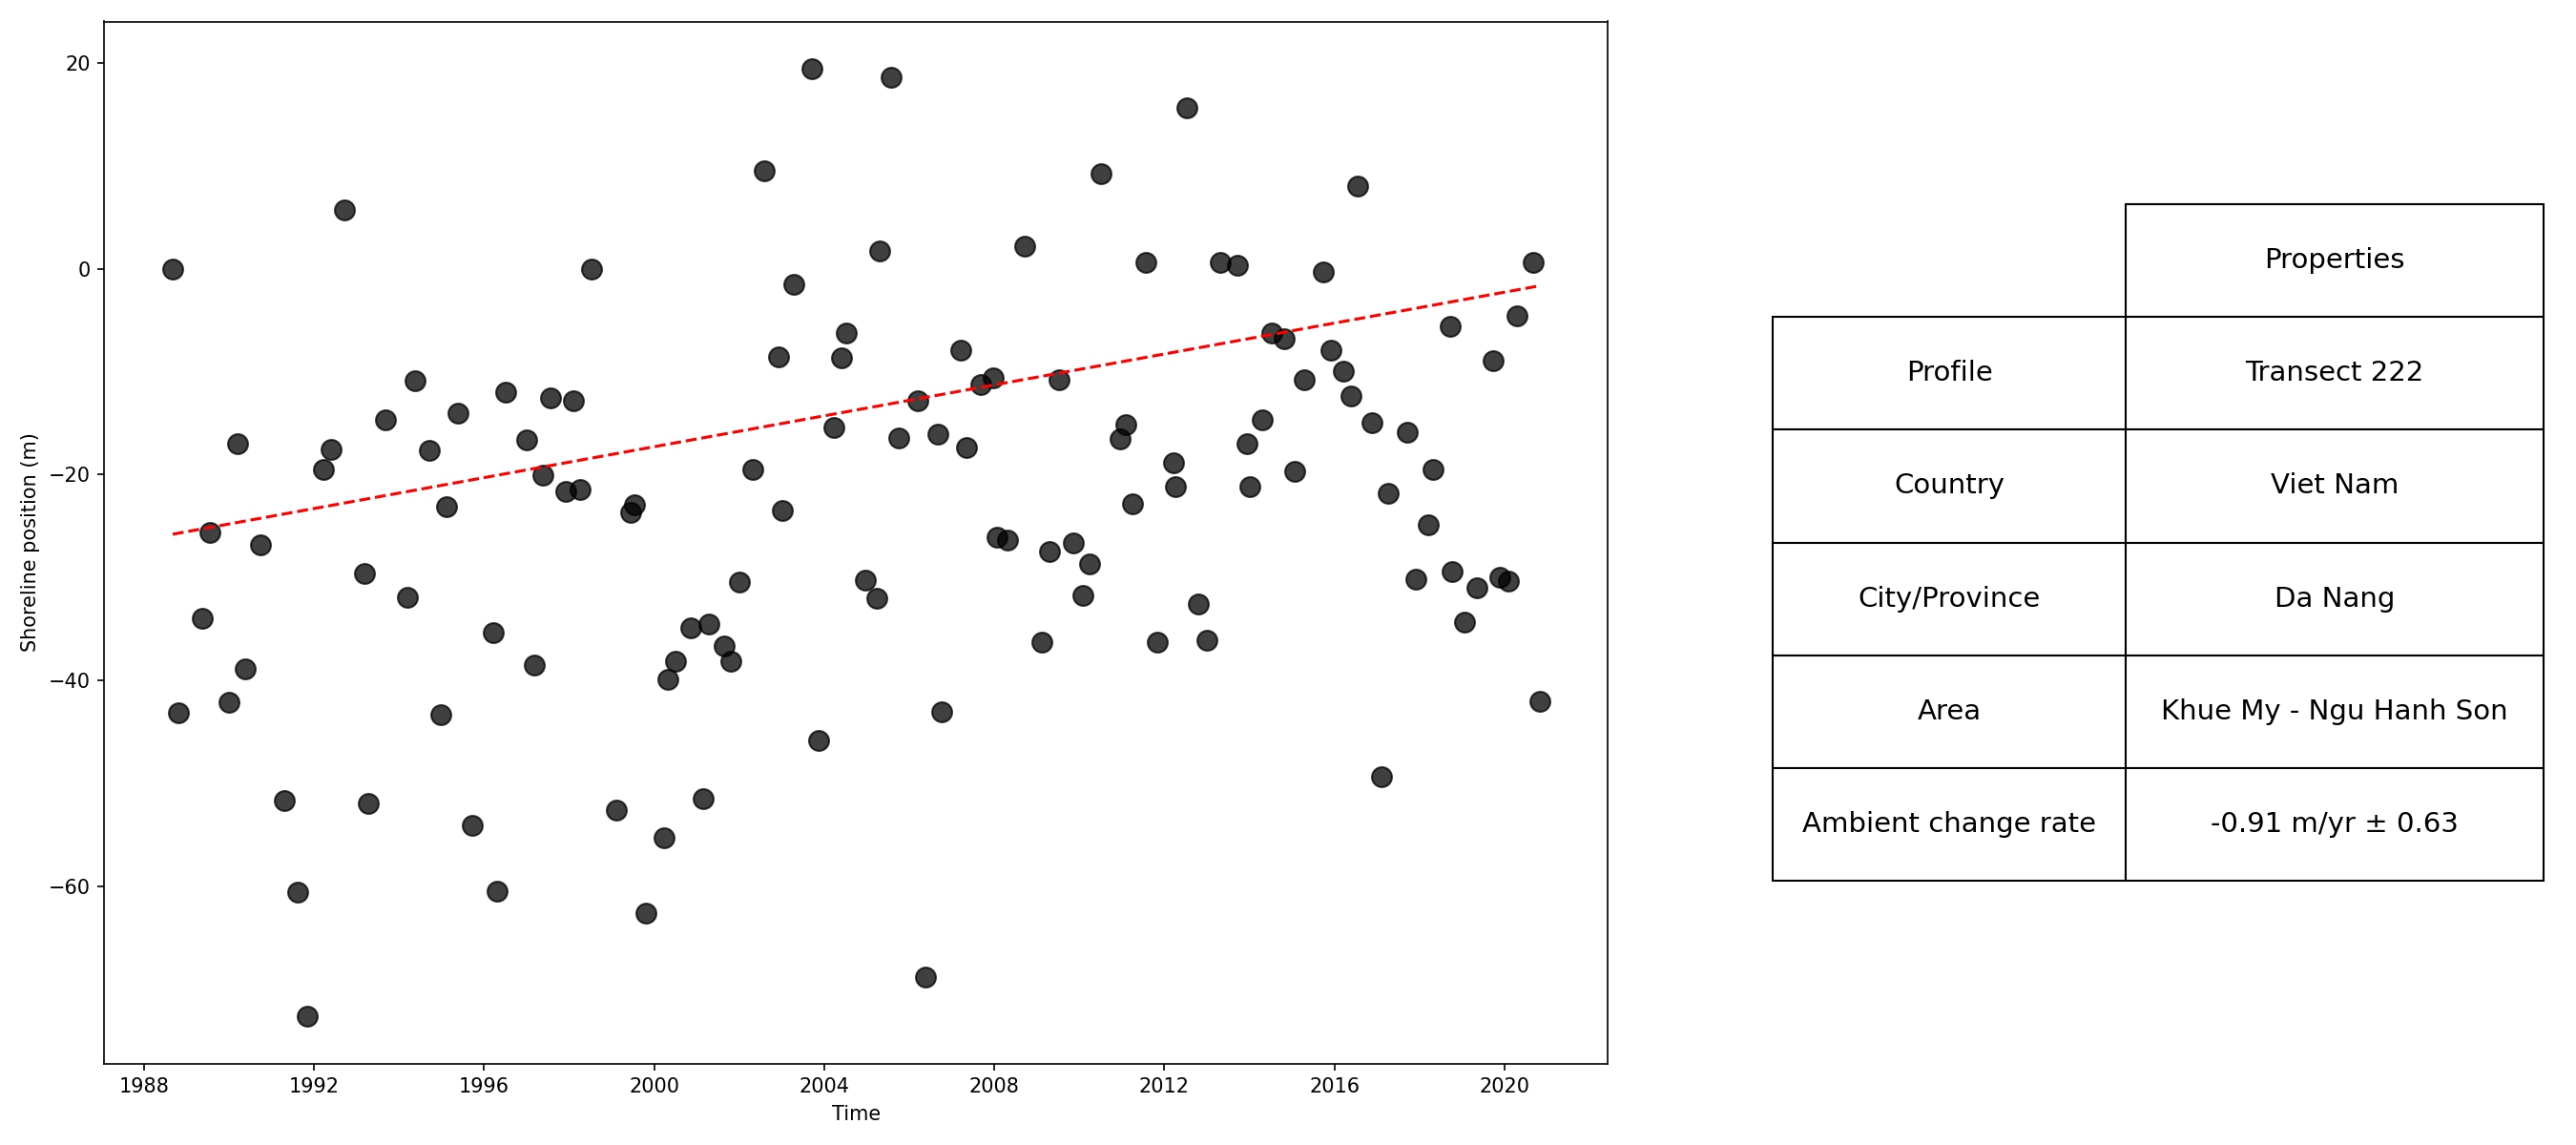 20
0
−20
−40
−60
Shoreline position (m)
1988 1992 1996 2000 2004 2008 2012 2016 2020
Time
Properties
Profile Transect 222
Country Viet Nam
City/Province Da Nang
Area Khue My - Ngu Hanh Son
Ambient change rate -0.91 m/yr ± 0.63